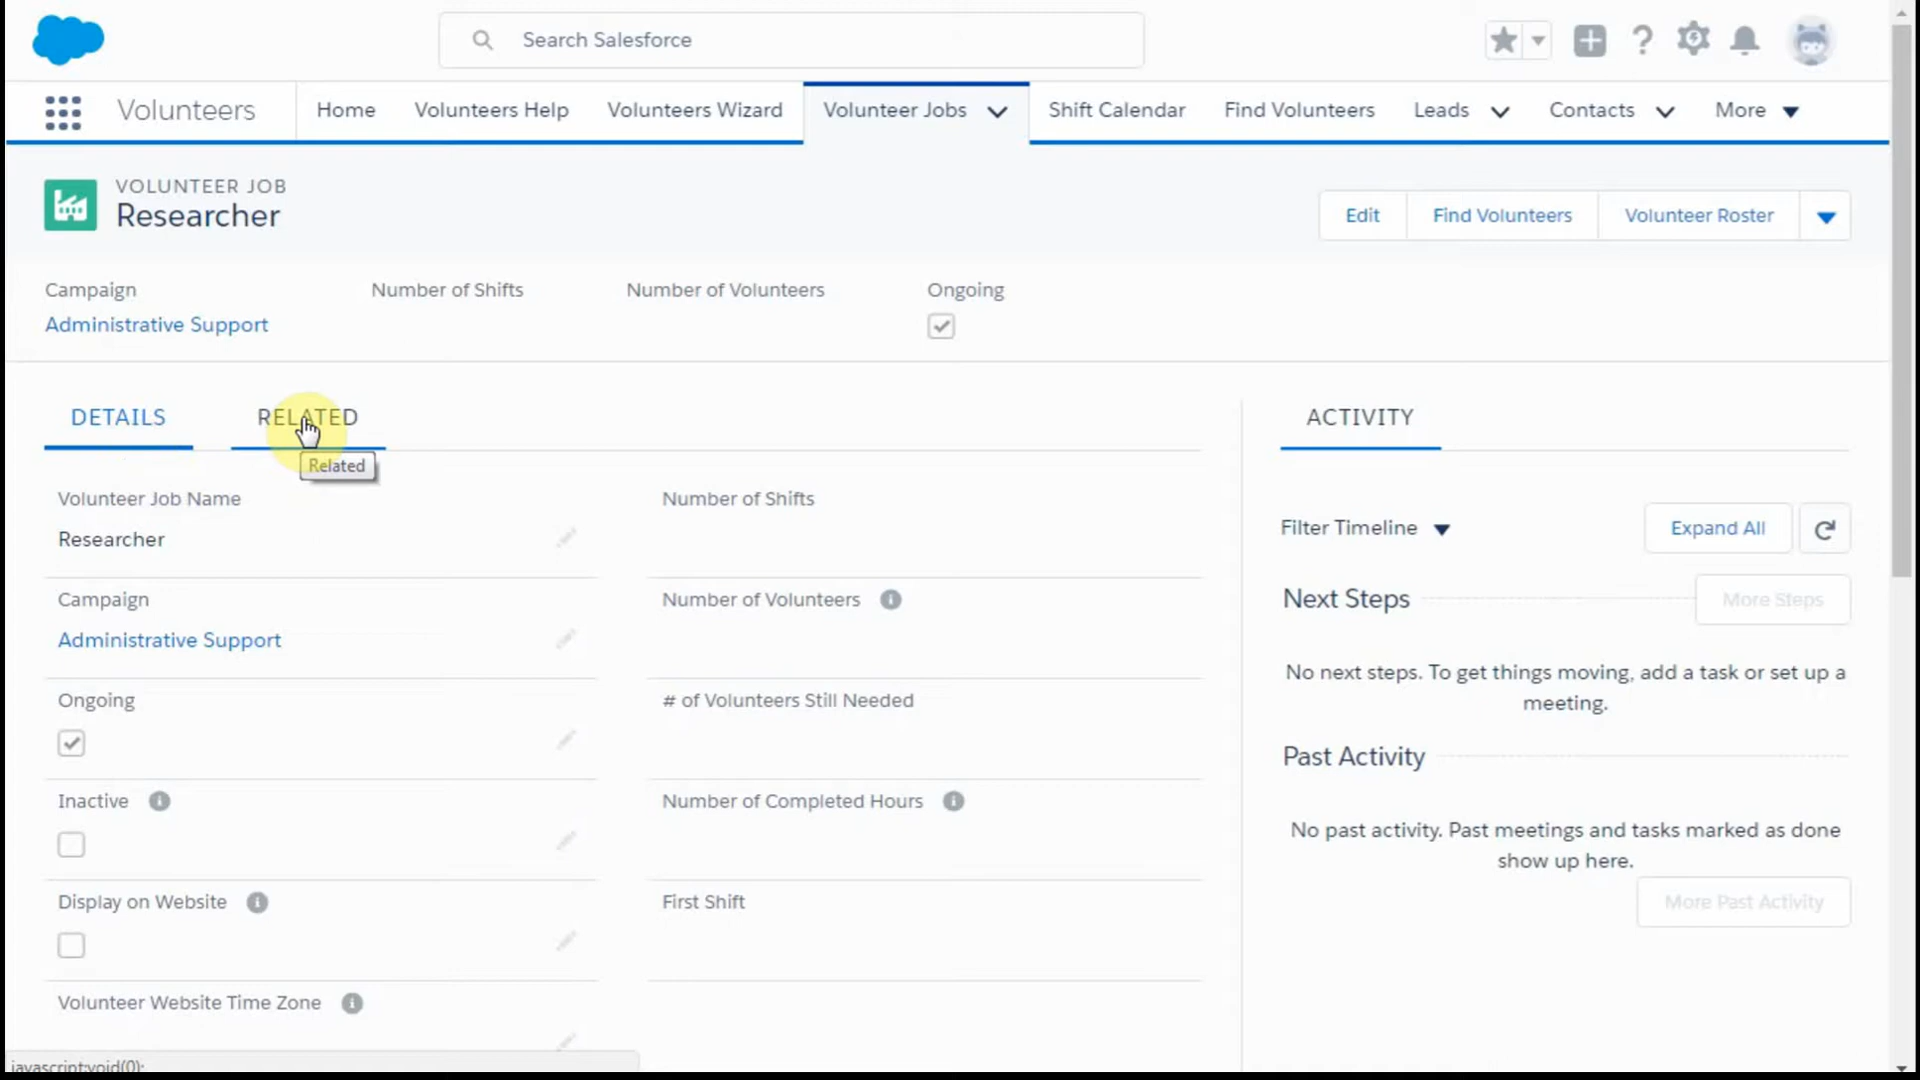 Search Salesforce
Volunteers
Home
Volunteers Help
Volunteers Wizard
Volunteer Jobs
Shift Calendar
Find Volunteers
Leads
Contacts
More
VOLUNTEER JOB
Researcher
Edit
Find Volunteers
Volunteer Roster
Campaign
Number of Shifts
Number of Volunteers
Ongoing
Administrative Support
DETAILS
RELATED
ACTIVITY
Related
Volunteer Job Name
Researcher
Number of Shifts
Filter Timeline
Expand All
Campaign
Administrative Support
Number of Volunteers
Next Steps
More Steps
No next steps. To get things moving, add a task or set up a
meeting.
Ongoing
# of Volunteers Still Needed
Past Activity
Inactive
Number of Completed Hours
No past activity. Past meetings and tasks marked as done
show up here.
Display on Website
First Shift
More Past Activity
Volunteer Website Time Zone
javascript:void(0);